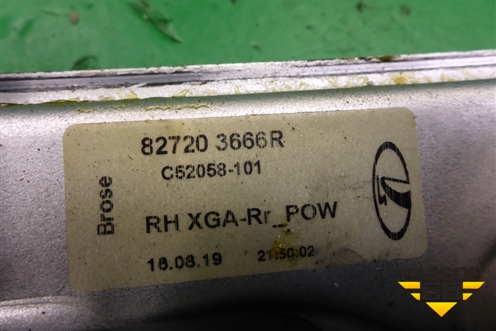 82720 3666R
C52058-101
Brose
RH XGA-Rr_POW
16.08.19 21:50:02